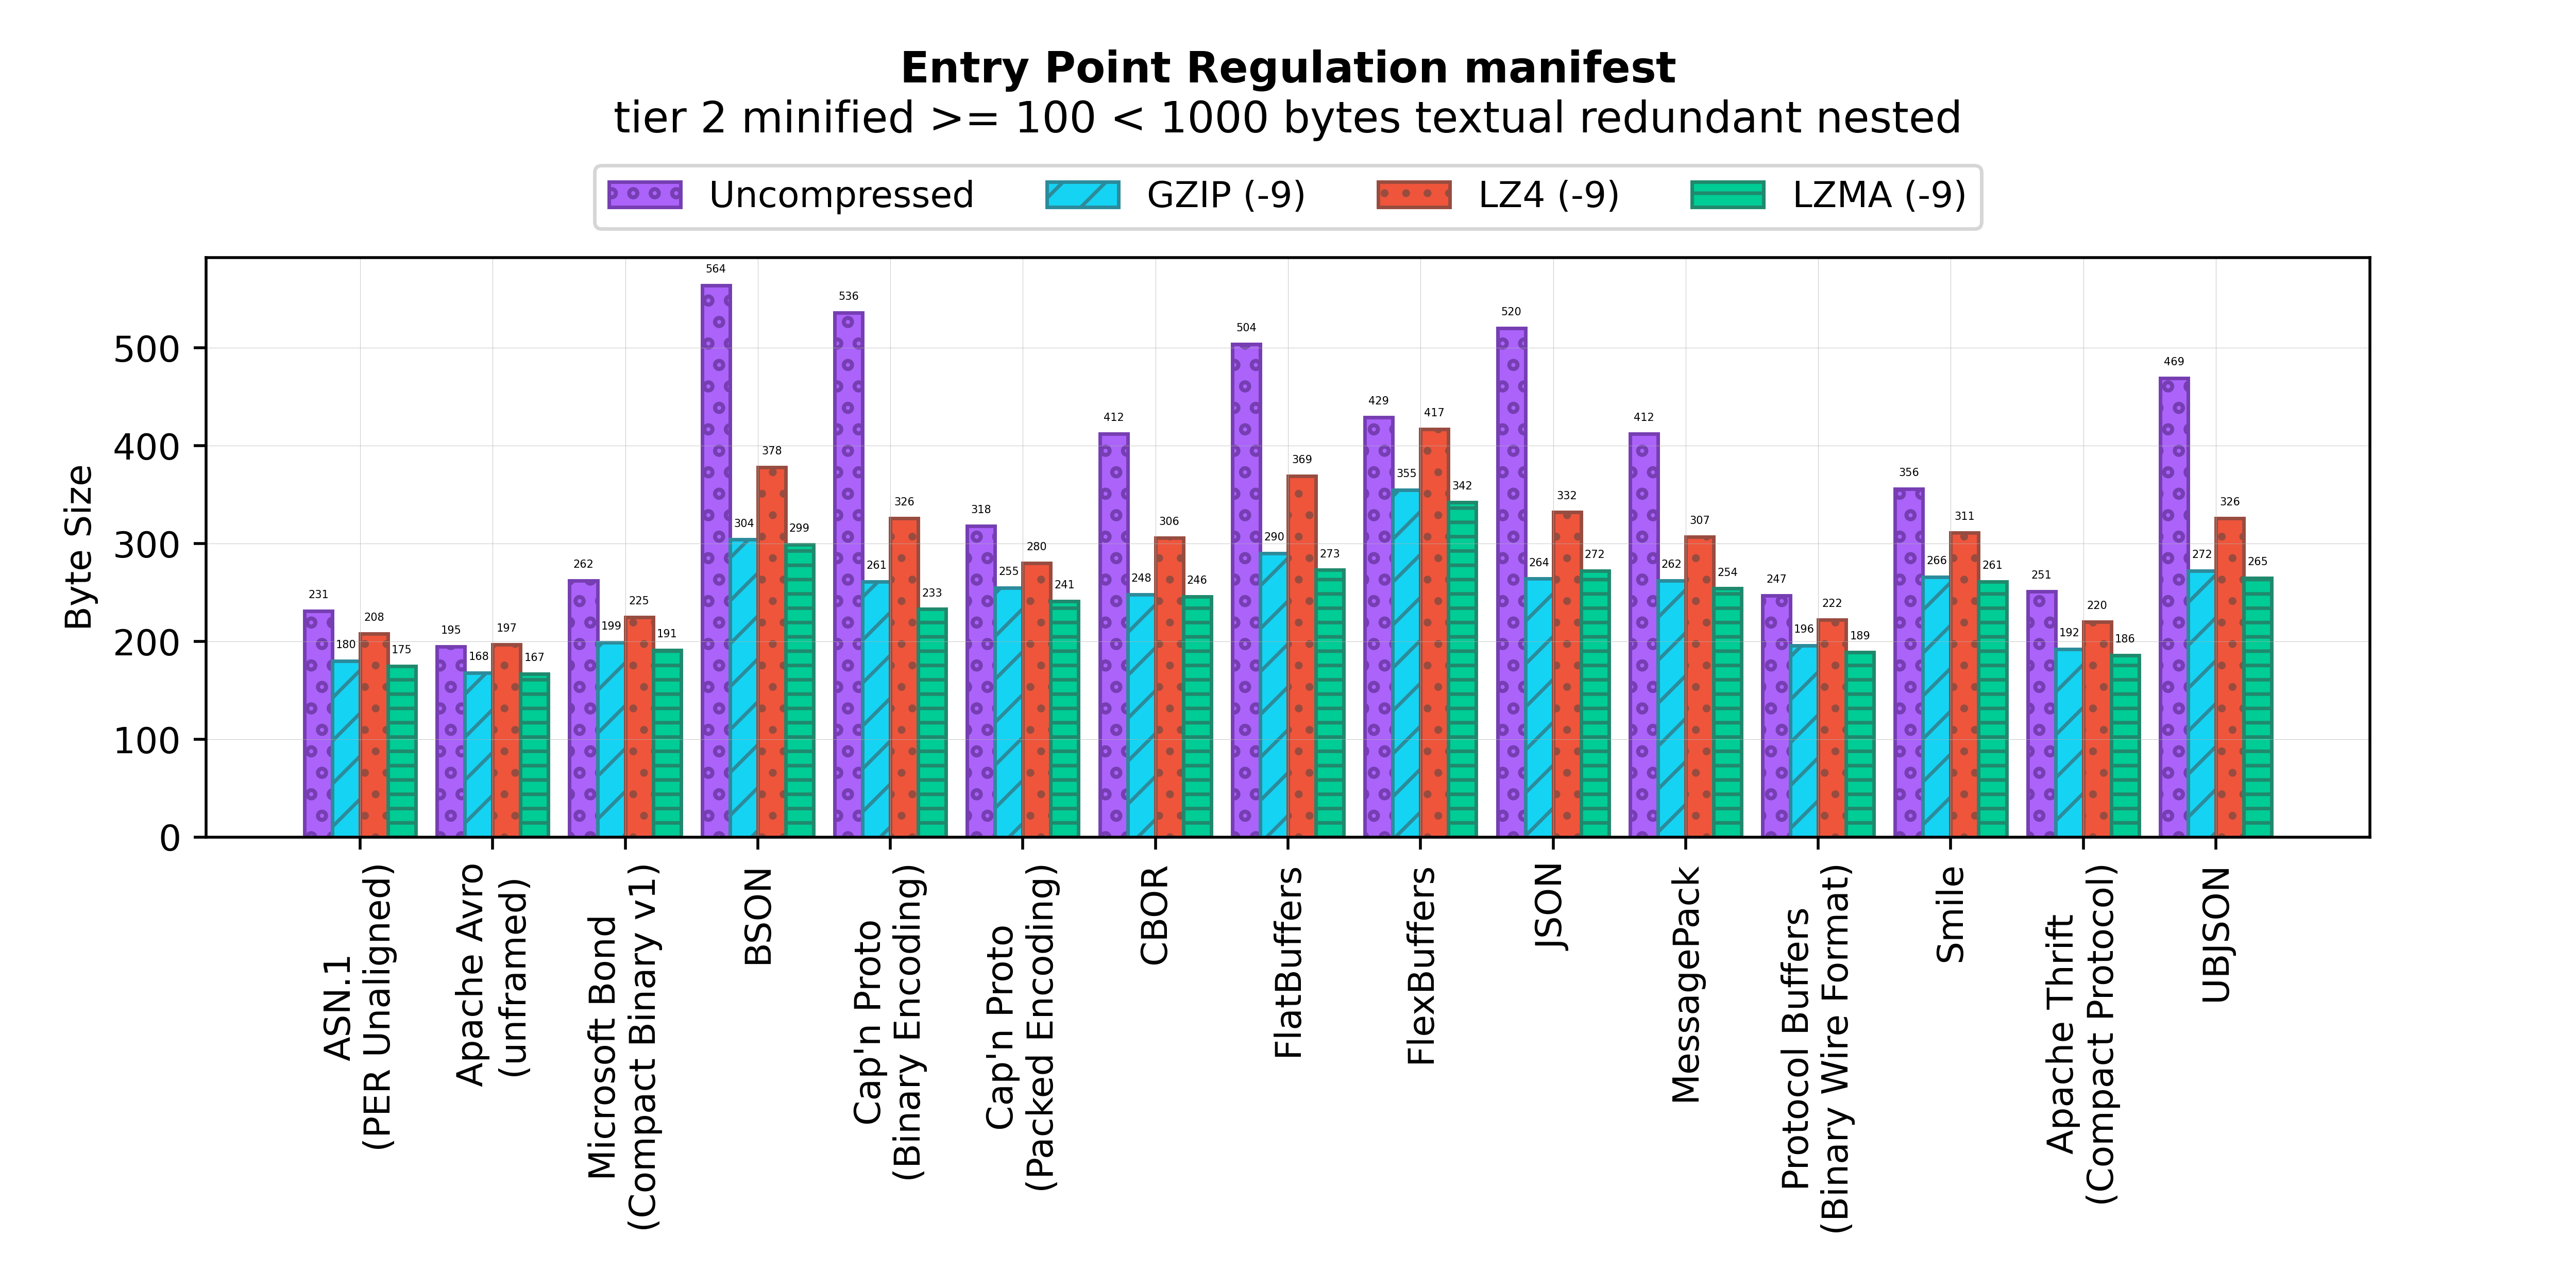 Entry Point Regulation manifest
tier 2 minified >= 100 < 1000 bytes textual redundant nested
Uncompressed GZIP (-9) LZ4 (-9) LZMA (-9)
Byte Size
500
400
300
200
100
0
231 180 208 175
195 168 197 167
262 199 225 191
564 304 378 299
536 261 326 233
318 255 280 241
412 248 306 246
504 290 369 273
429 355 417 342
520 264 332 272
412 262 307 254
247 196 222 189
356 266 311 261
251 192 220 186
469 272 326 265
ASN.1
(PER Unaligned)
Apache Avro
(unframed)
Microsoft Bond
(Compact Binary v1)
BSON
Cap'n Proto
(Binary Encoding)
Cap'n Proto
(Packed Encoding)
CBOR
FlatBuffers
FlexBuffers
JSON
MessagePack
Protocol Buffers
(Binary Wire Format)
Smile
Apache Thrift
(Compact Protocol)
UBJSON